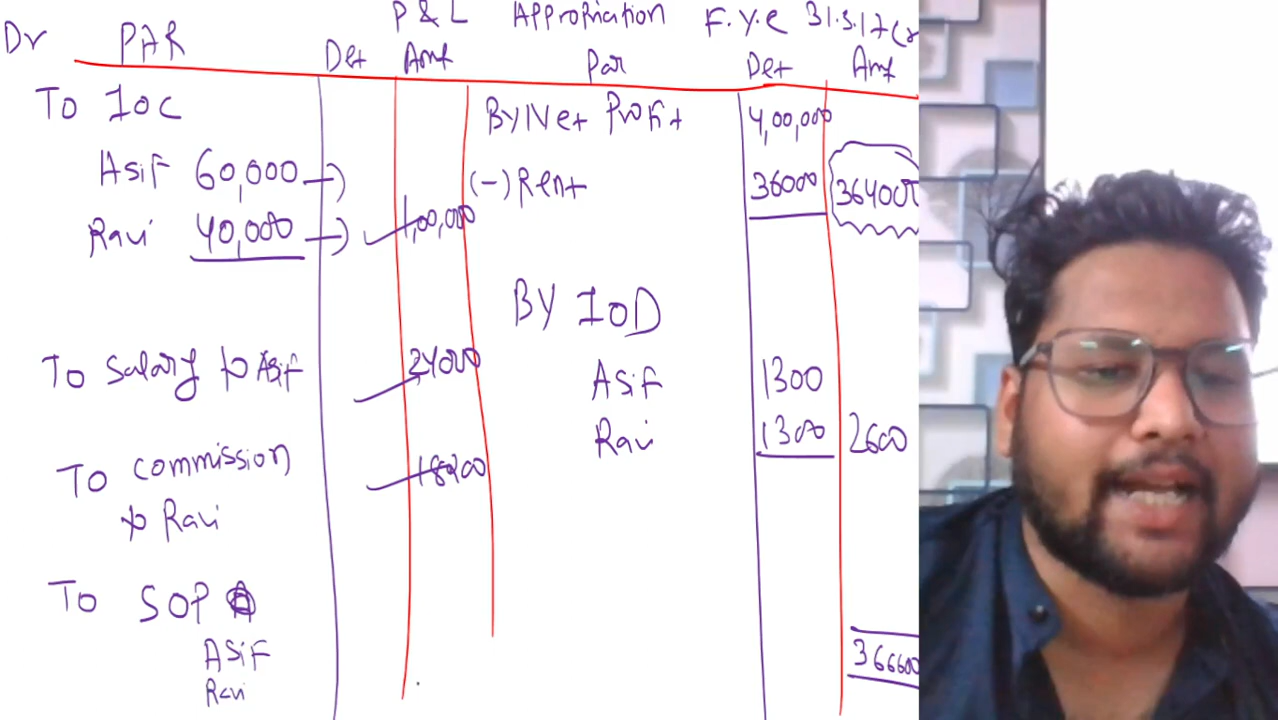 P & L Appropriation F.Y.E 31.3.17 (r
Dr PAR Det Amt Par Det Amt
To IOC By Net Profit 4,00,000
Asif 60,000 (-) Rent 36000 364000
Ravi 40,000 1,00,000
By IOD
To Salary to Asif 24000 Asif 1300
Ravi 1300 2600
To Commission 18200
to Ravi
To SOP
Asif 366600
Ravi